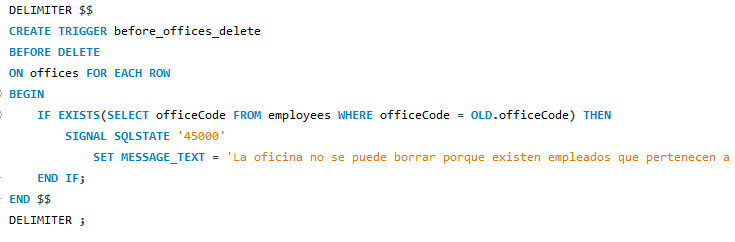 DELIMITER $$
CREATE TRIGGER before_offices_delete
BEFORE DELETE
ON offices FOR EACH ROW
BEGIN
    IF EXISTS(SELECT officeCode FROM employees WHERE officeCode = OLD.officeCode) THEN
        SIGNAL SQLSTATE '45000'
            SET MESSAGE_TEXT = 'La oficina no se puede borrar porque existen empleados que pertenecen a
    END IF;
END $$
DELIMITER ;